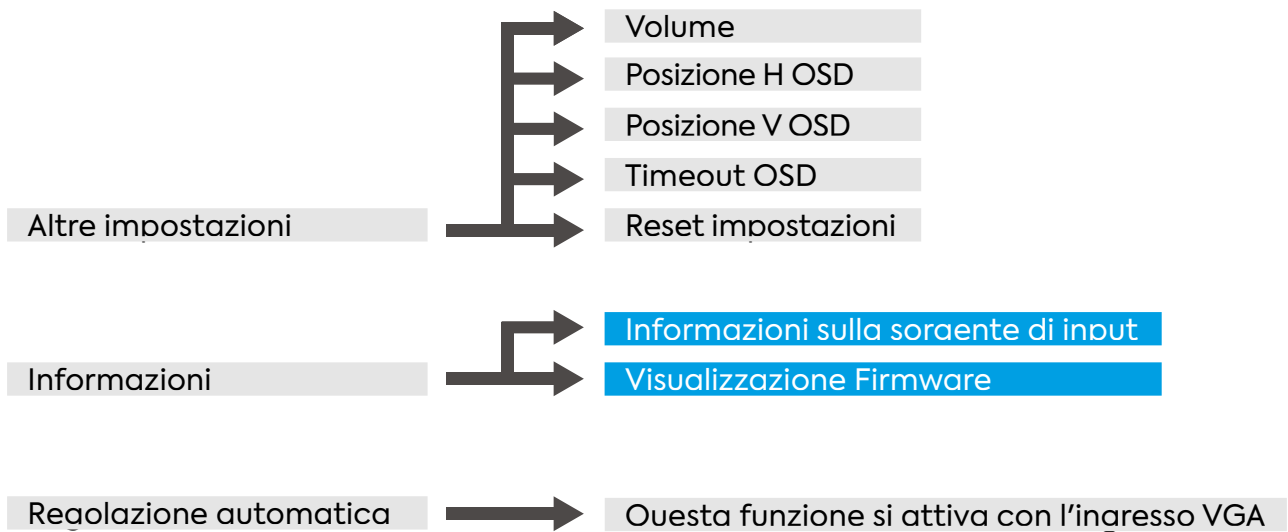 Volume
Posizione H OSD
Posizione V OSD
Timeout OSD
Altre impostazioni
Reset impostazioni
Informazioni sulla sorgente di input
Informazioni
Visualizzazione Firmware
Regolazione automatica
Questa funzione si attiva con l'ingresso VGA